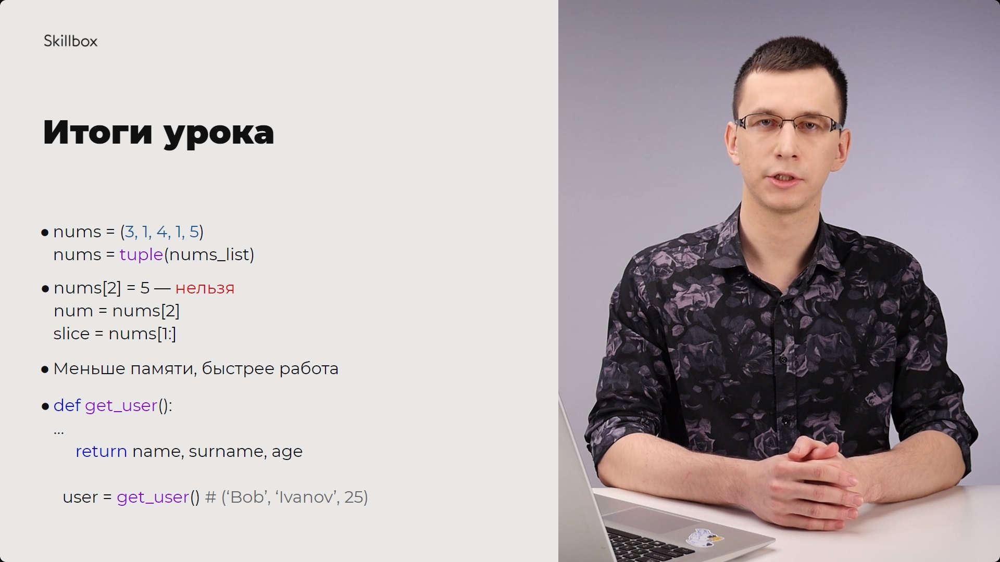 Skillbox
Итоги урока
● nums = (3, 1, 4, 1, 5)
nums = tuple(nums_list)
● nums[2] = 5 — нельзя
num = nums[2]
slice = nums[1:]
● Меньше памяти, быстрее работа
● def get_user():
...
return name, surname, age
user = get_user() # (‘Bob’, ‘Ivanov’, 25)